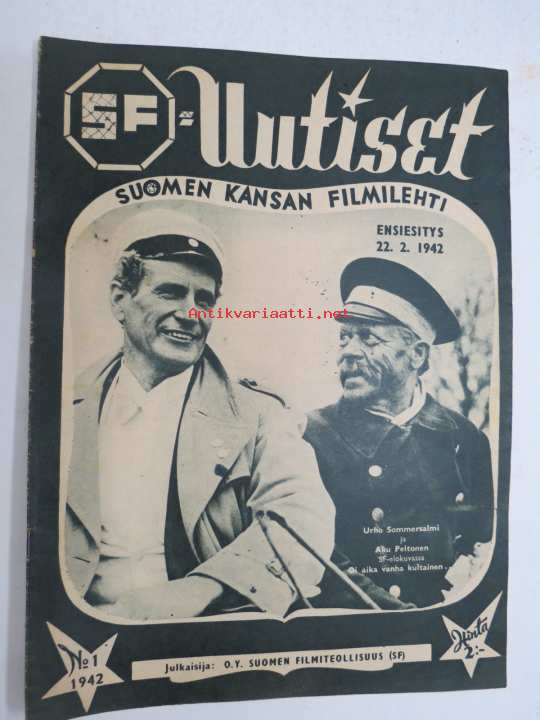 SF
-Uutiset
SUOMEN KANSAN FILMILEHTI
ENSIESITYS
22. 2. 1942
Antikvariaatti.net
Urho Sommersalmi
ja
Aku Peltonen
SF-elokuvassa
Oi aika vanha kultainen...
No 1
1942
Julkaisija: O.Y. SUOMEN FILMITEOLLISUUS (SF)
Hinta
2:-